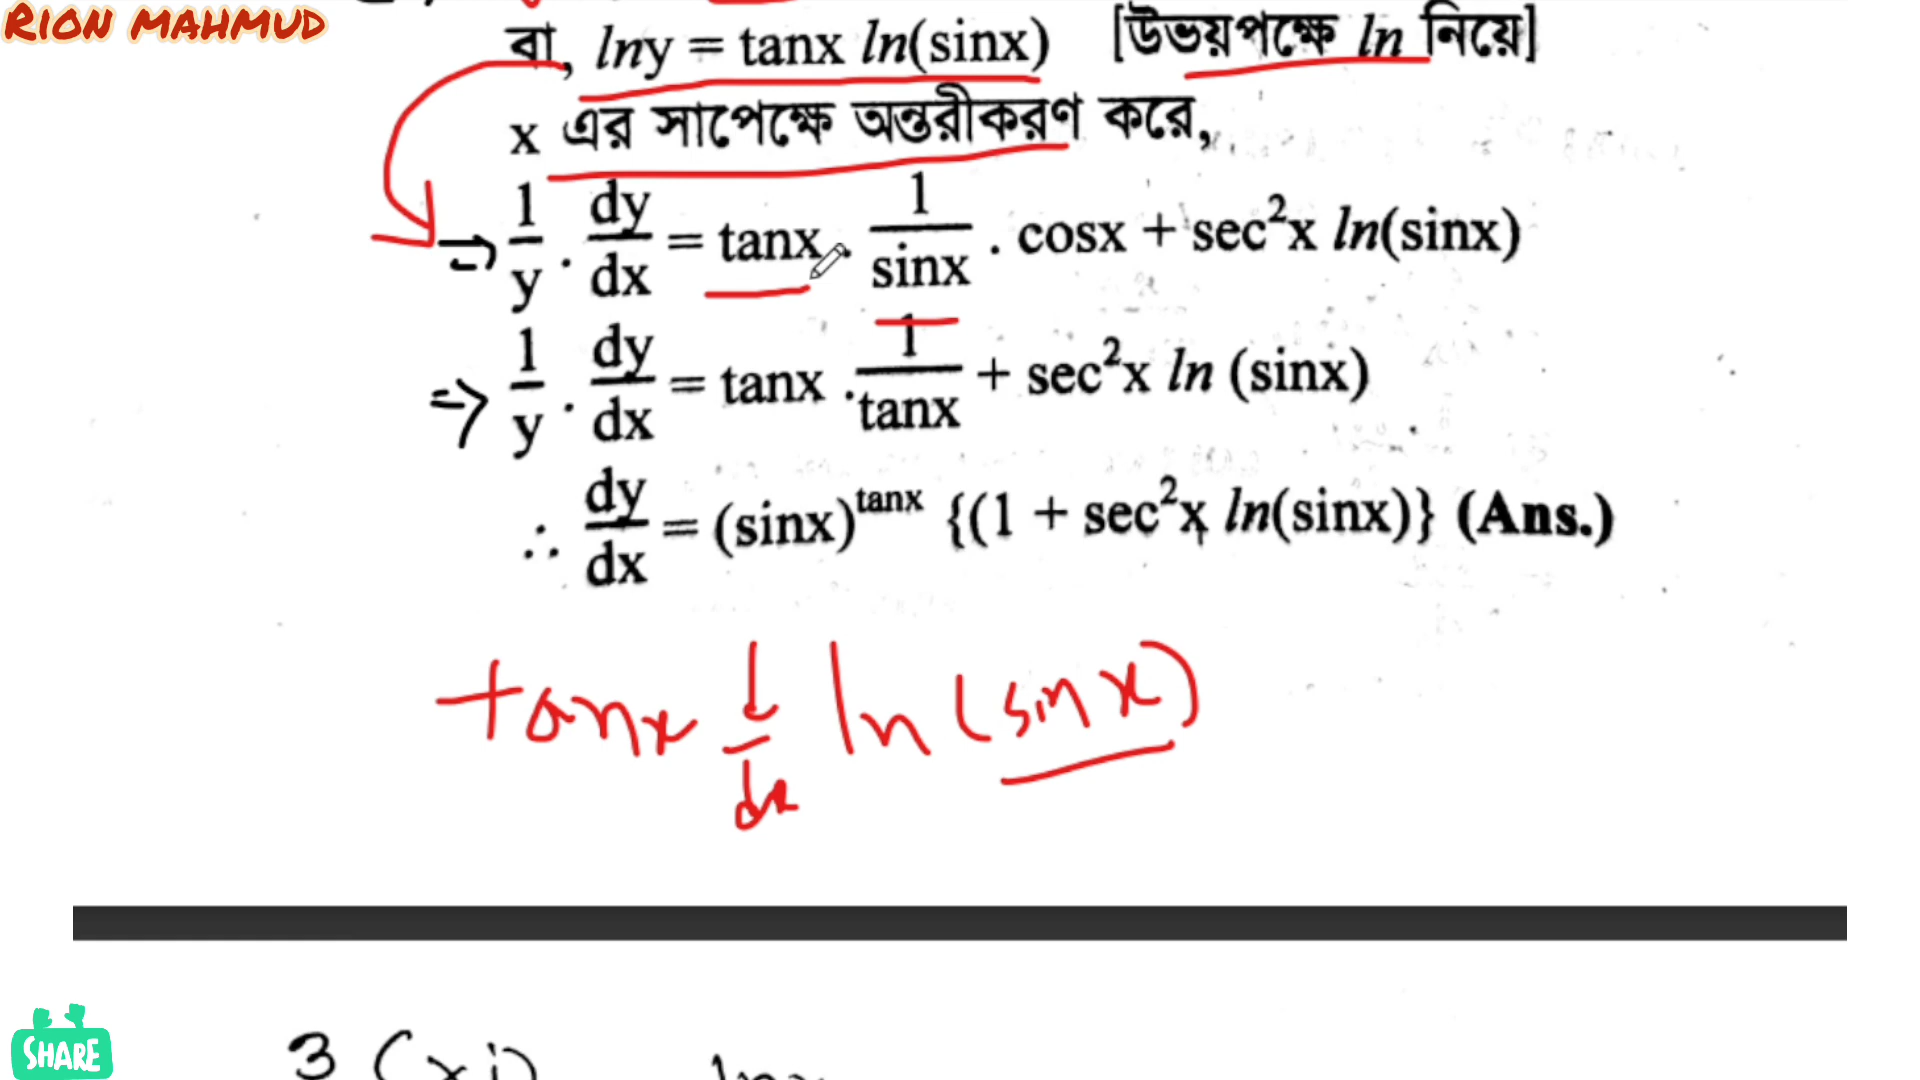 RION MAHMUD
বা, lny = tanx ln(sinx) [উভয়পক্ষে ln নিয়ে]
x এর সাপেক্ষে অন্তরীকরণ করে,
⇒ 1/y · dy/dx = tanx · 1/sinx · cosx + sec²x ln(sinx)
⇒ 1/y · dy/dx = tanx · 1/tanx + sec²x ln (sinx)
∴ dy/dx = (sinx)^tanx {(1 + sec²x ln(sinx)} (Ans.)
tanx d/dx ln(sinx)
SHARE
3 (xi)